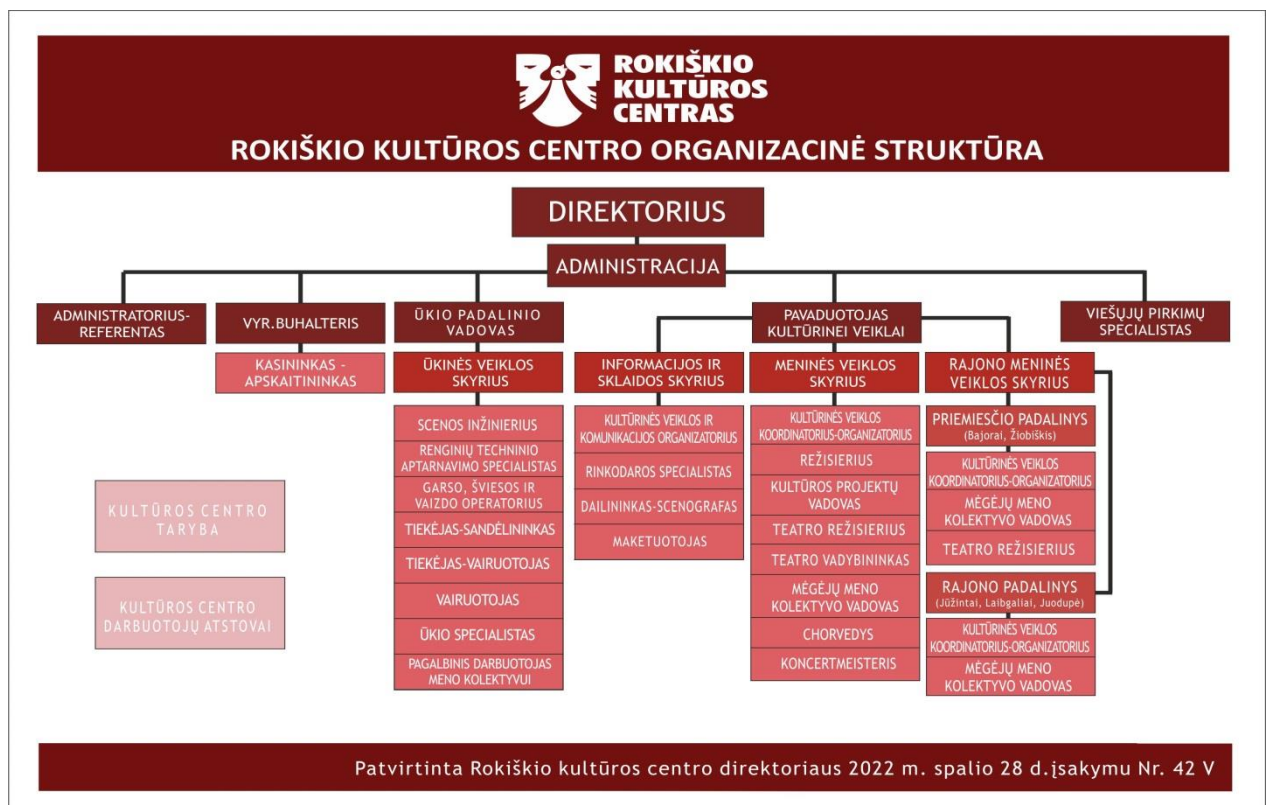 ROKIŠKIO
KULTŪROS
CENTRAS
ROKIŠKIO KULTŪROS CENTRO ORGANIZACINĖ STRUKTŪRA
DIREKTORIUS
ADMINISTRACIJA
ADMINISTRATORIUS-
REFERENTAS
VYR.BUHALTERIS
KASININKAS -
APSKAITININKAS
ŪKIO PADALINIO
VADOVAS
ŪKINĖS VEIKLOS
SKYRIUS
SCENOS INŽINIERIUS
RENGINIŲ TECHNINIO
APTARNAVIMO SPECIALISTAS
GARSO, ŠVIESOS IR
VAIZDO OPERATORIUS
TIEKĖJAS-SANDĖLININKAS
TIEKĖJAS-VAIRUOTOJAS
VAIRUOTOJAS
ŪKIO SPECIALISTAS
PAGALBINIS DARBUOTOJAS
MENO KOLEKTYVUI
PAVADUOTOJAS
KULTŪRINEI VEIKLAI
INFORMACIJOS IR
SKLAIDOS SKYRIUS
KULTŪRINĖS VEIKLOS IR
KOMUNIKACIJOS ORGANIZATORIUS
RINKODAROS SPECIALISTAS
DAILININKAS-SCENOGRAFAS
MAKETUOTOJAS
MENINĖS VEIKLOS
SKYRIUS
KULTŪRINĖS VEIKLOS
KOORDINATORIUS-ORGANIZATORIUS
REŽISIERIUS
KULTŪROS PROJEKTŲ
VADOVAS
TEATRO REŽISIERIUS
TEATRO VADYBININKAS
MĖGĖJŲ MENO
KOLEKTYVO VADOVAS
CHORVEDYS
KONCERTMEISTERIS
RAJONO MENINĖS
VEIKLOS SKYRIUS
PRIEMIESČIO PADALINYS
(Bajorai, Žiobiškis)
KULTŪRINĖS VEIKLOS
KOORDINATORIUS-ORGANIZATORIUS
MĖGĖJŲ MENO
KOLEKTYVO VADOVAS
TEATRO REŽISIERIUS
RAJONO PADALINYS
(Jūžintai, Laibgaliai, Juodupė)
KULTŪRINĖS VEIKLOS
KOORDINATORIUS-ORGANIZATORIUS
MĖGĖJŲ MENO
KOLEKTYVO VADOVAS
VIEŠŲJŲ PIRKIMŲ
SPECIALISTAS
KULTŪROS CENTRO
TARYBA
KULTŪROS CENTRO
DARBUOTOJŲ ATSTOVAI
Patvirtinta Rokiškio kultūros centro direktoriaus 2022 m. spalio 28 d.įsakymu Nr. 42 V